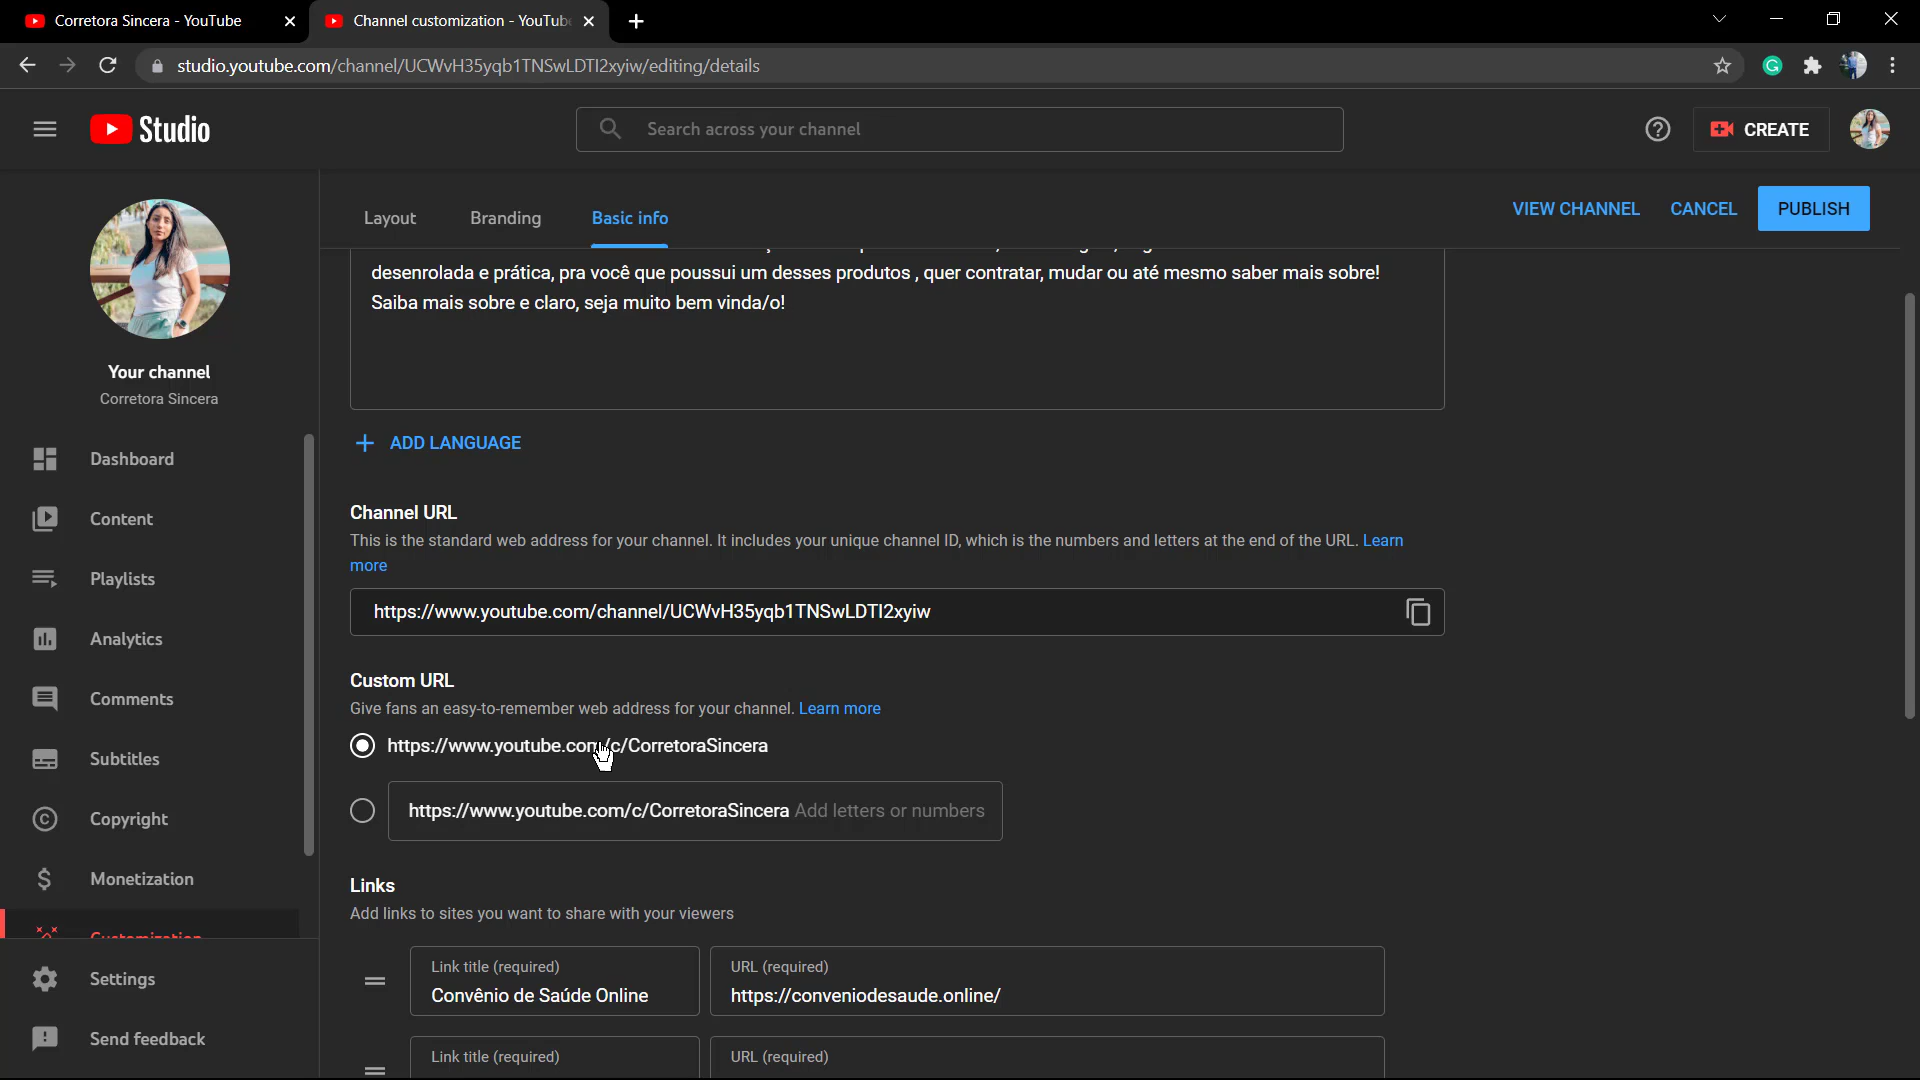 Corretora Sincera - YouTube
Channel customization - YouTub
studio.youtube.com/channel/UCWvH35yqb1TNSwLDTI2xyiw/editing/details
Studio
Search across your channel
CREATE
Your channel
Corretora Sincera
Dashboard
Content
Playlists
Analytics
Comments
Subtitles
Copyright
Monetization
Customization
Settings
Send feedback
Layout
Branding
Basic info
VIEW CHANNEL
CANCEL
PUBLISH
desenrolada e prática, pra você que poussui um desses produtos , quer contratar, mudar ou até mesmo saber mais sobre!
Saiba mais sobre e claro, seja muito bem vinda/o!
ADD LANGUAGE
Channel URL
This is the standard web address for your channel. It includes your unique channel ID, which is the numbers and letters at the end of the URL. Learn
more
https://www.youtube.com/channel/UCWvH35yqb1TNSwLDTI2xyiw
Custom URL
Give fans an easy-to-remember web address for your channel. Learn more
https://www.youtube.com/c/CorretoraSincera
https://www.youtube.com/c/CorretoraSincera Add letters or numbers
Links
Add links to sites you want to share with your viewers
Link title (required)
Convênio de Saúde Online
URL (required)
https://conveniodesaude.online/
Link title (required)
URL (required)